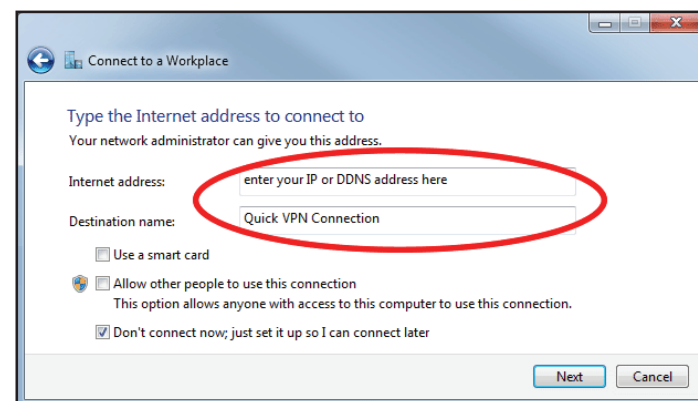 Connect to a Workplace
Type the Internet address to connect to
Your network administrator can give you this address.
Internet address: enter your IP or DDNS address here
Destination name: Quick VPN Connection
Use a smart card
Allow other people to use this connection
This option allows anyone with access to this computer to use this connection.
Don't connect now; just set it up so I can connect later
Next Cancel